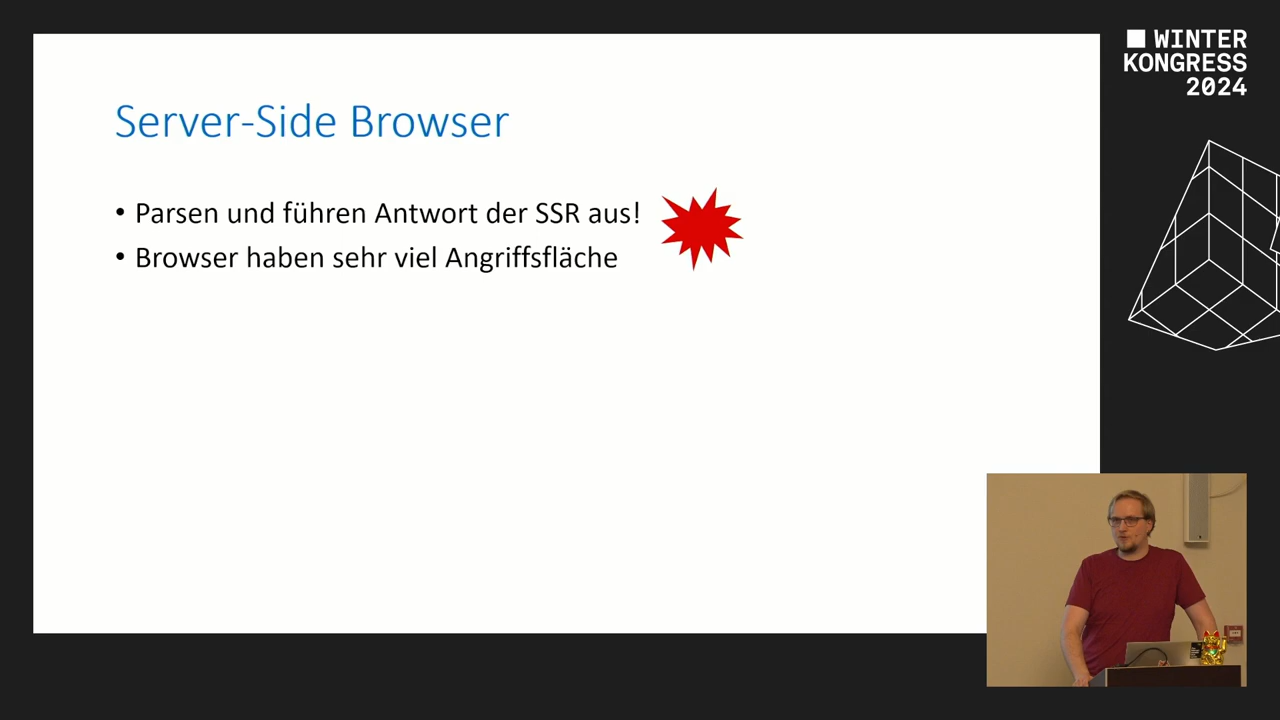 WINTER
KONGRESS
2024
Server-Side Browser
• Parsen und führen Antwort der SSR aus!
• Browser haben sehr viel Angriffsfläche